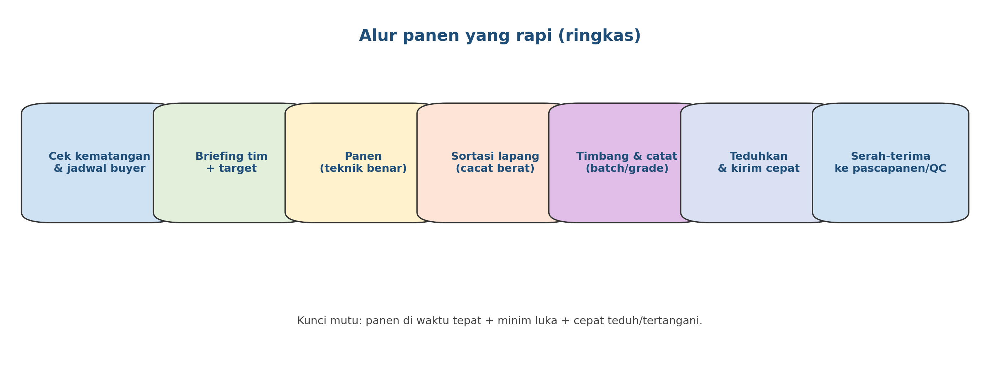 Alur panen yang rapi (ringkas)
Cek kematangan
& jadwal buyer
Briefing tim
+ target
Panen
(teknik benar)
Sortasi lapang
(cacat berat)
Timbang & catat
(batch/grade)
Teduhkan
& kirim cepat
Serah-terima
ke pascapanen/QC
Kunci mutu: panen di waktu tepat + minim luka + cepat teduh/tertangani.